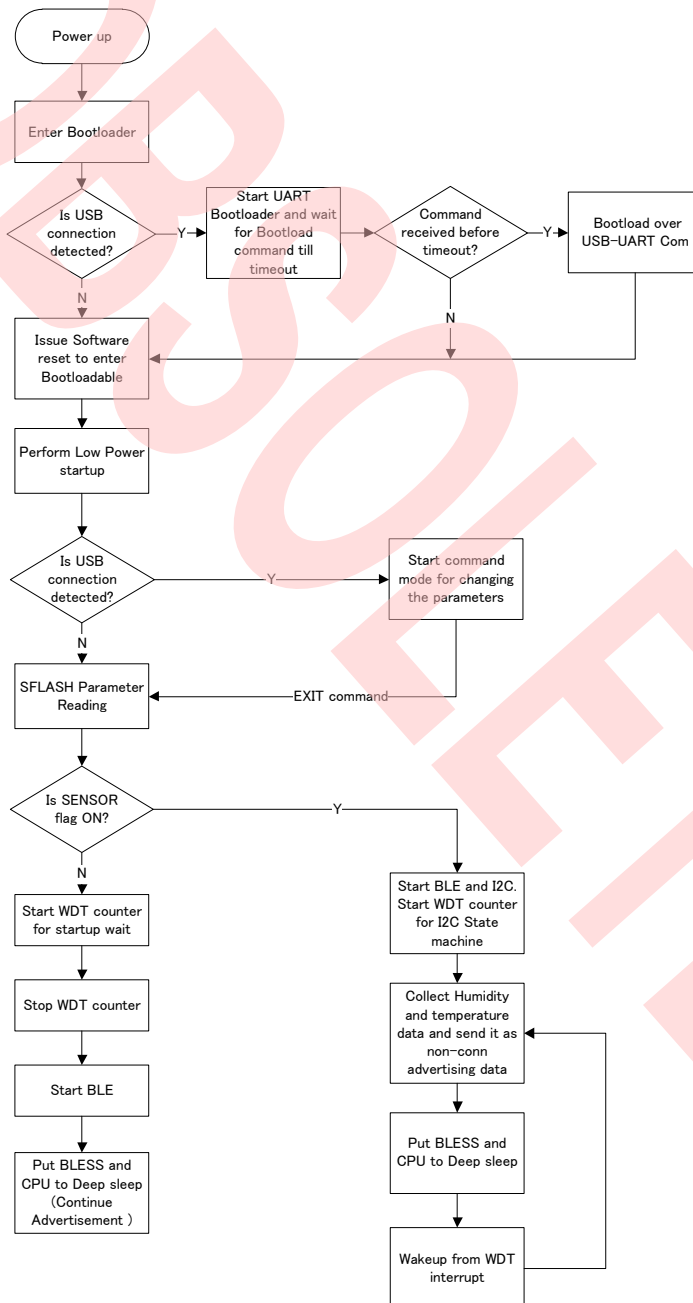 Power up
Enter Bootloader
Is USB
connection
detected?
Y
Start UART
Bootloader and wait
for Bootload
command till
timeout
Command
received before
timeout?
Y
Bootload over
USB-UART Com
N
N
Issue Software
reset to enter
Bootloadable
Perform Low Power
startup
Is USB
connection
detected?
Y
Start command
mode for changing
the parameters
N
SFLASH Parameter
Reading
EXIT command
Is SENSOR
flag ON?
Y
N
Start WDT counter
for startup wait
Stop WDT counter
Start BLE
Put BLESS and
CPU to Deep sleep
(Continue
Advertisement )
Start BLE and I2C.
Start WDT counter
for I2C State
machine
Collect Humidity
and temperature
data and send it as
non-conn
advertising data
Put BLESS and
CPU to Deep sleep
Wakeup from WDT
interrupt